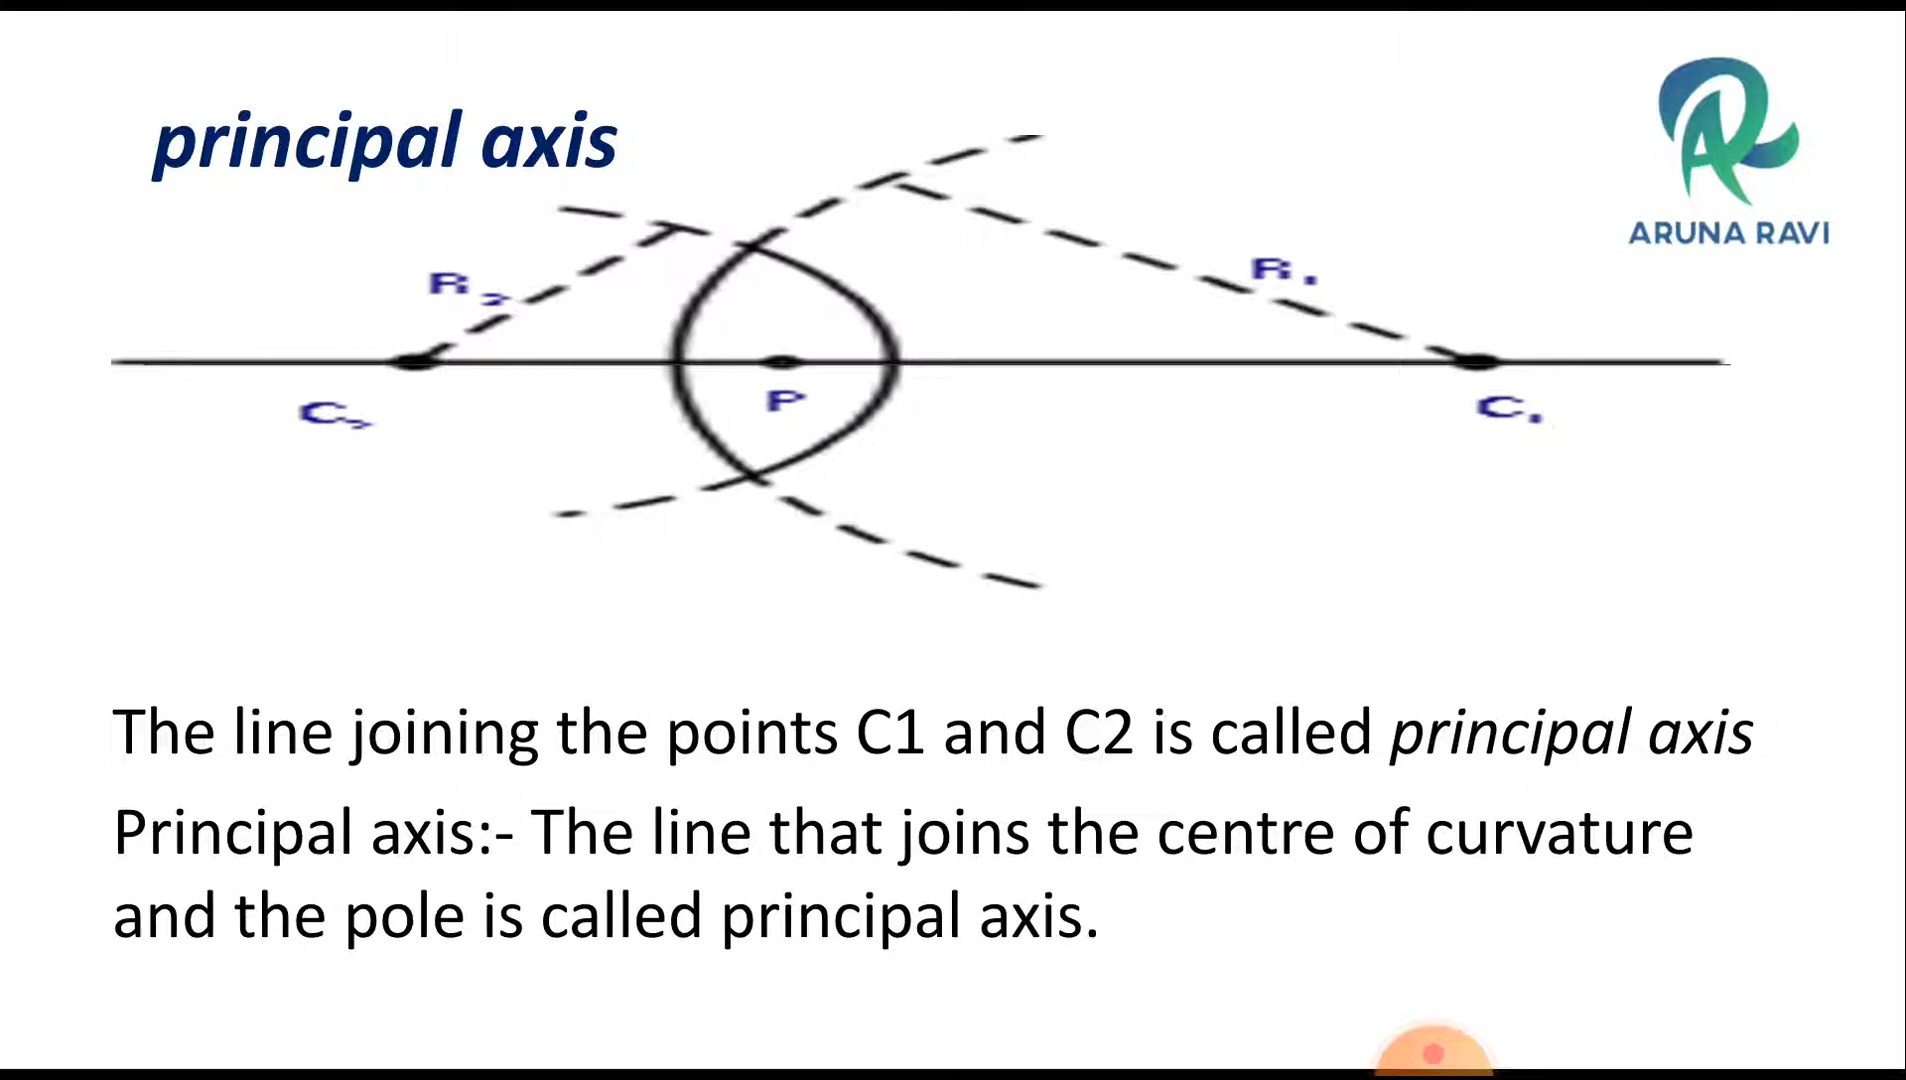 principal axis
ARUNA RAVI
R₂
R₁
C₂
P
C₁
The line joining the points C1 and C2 is called principal axis
Principal axis:- The line that joins the centre of curvature
and the pole is called principal axis.